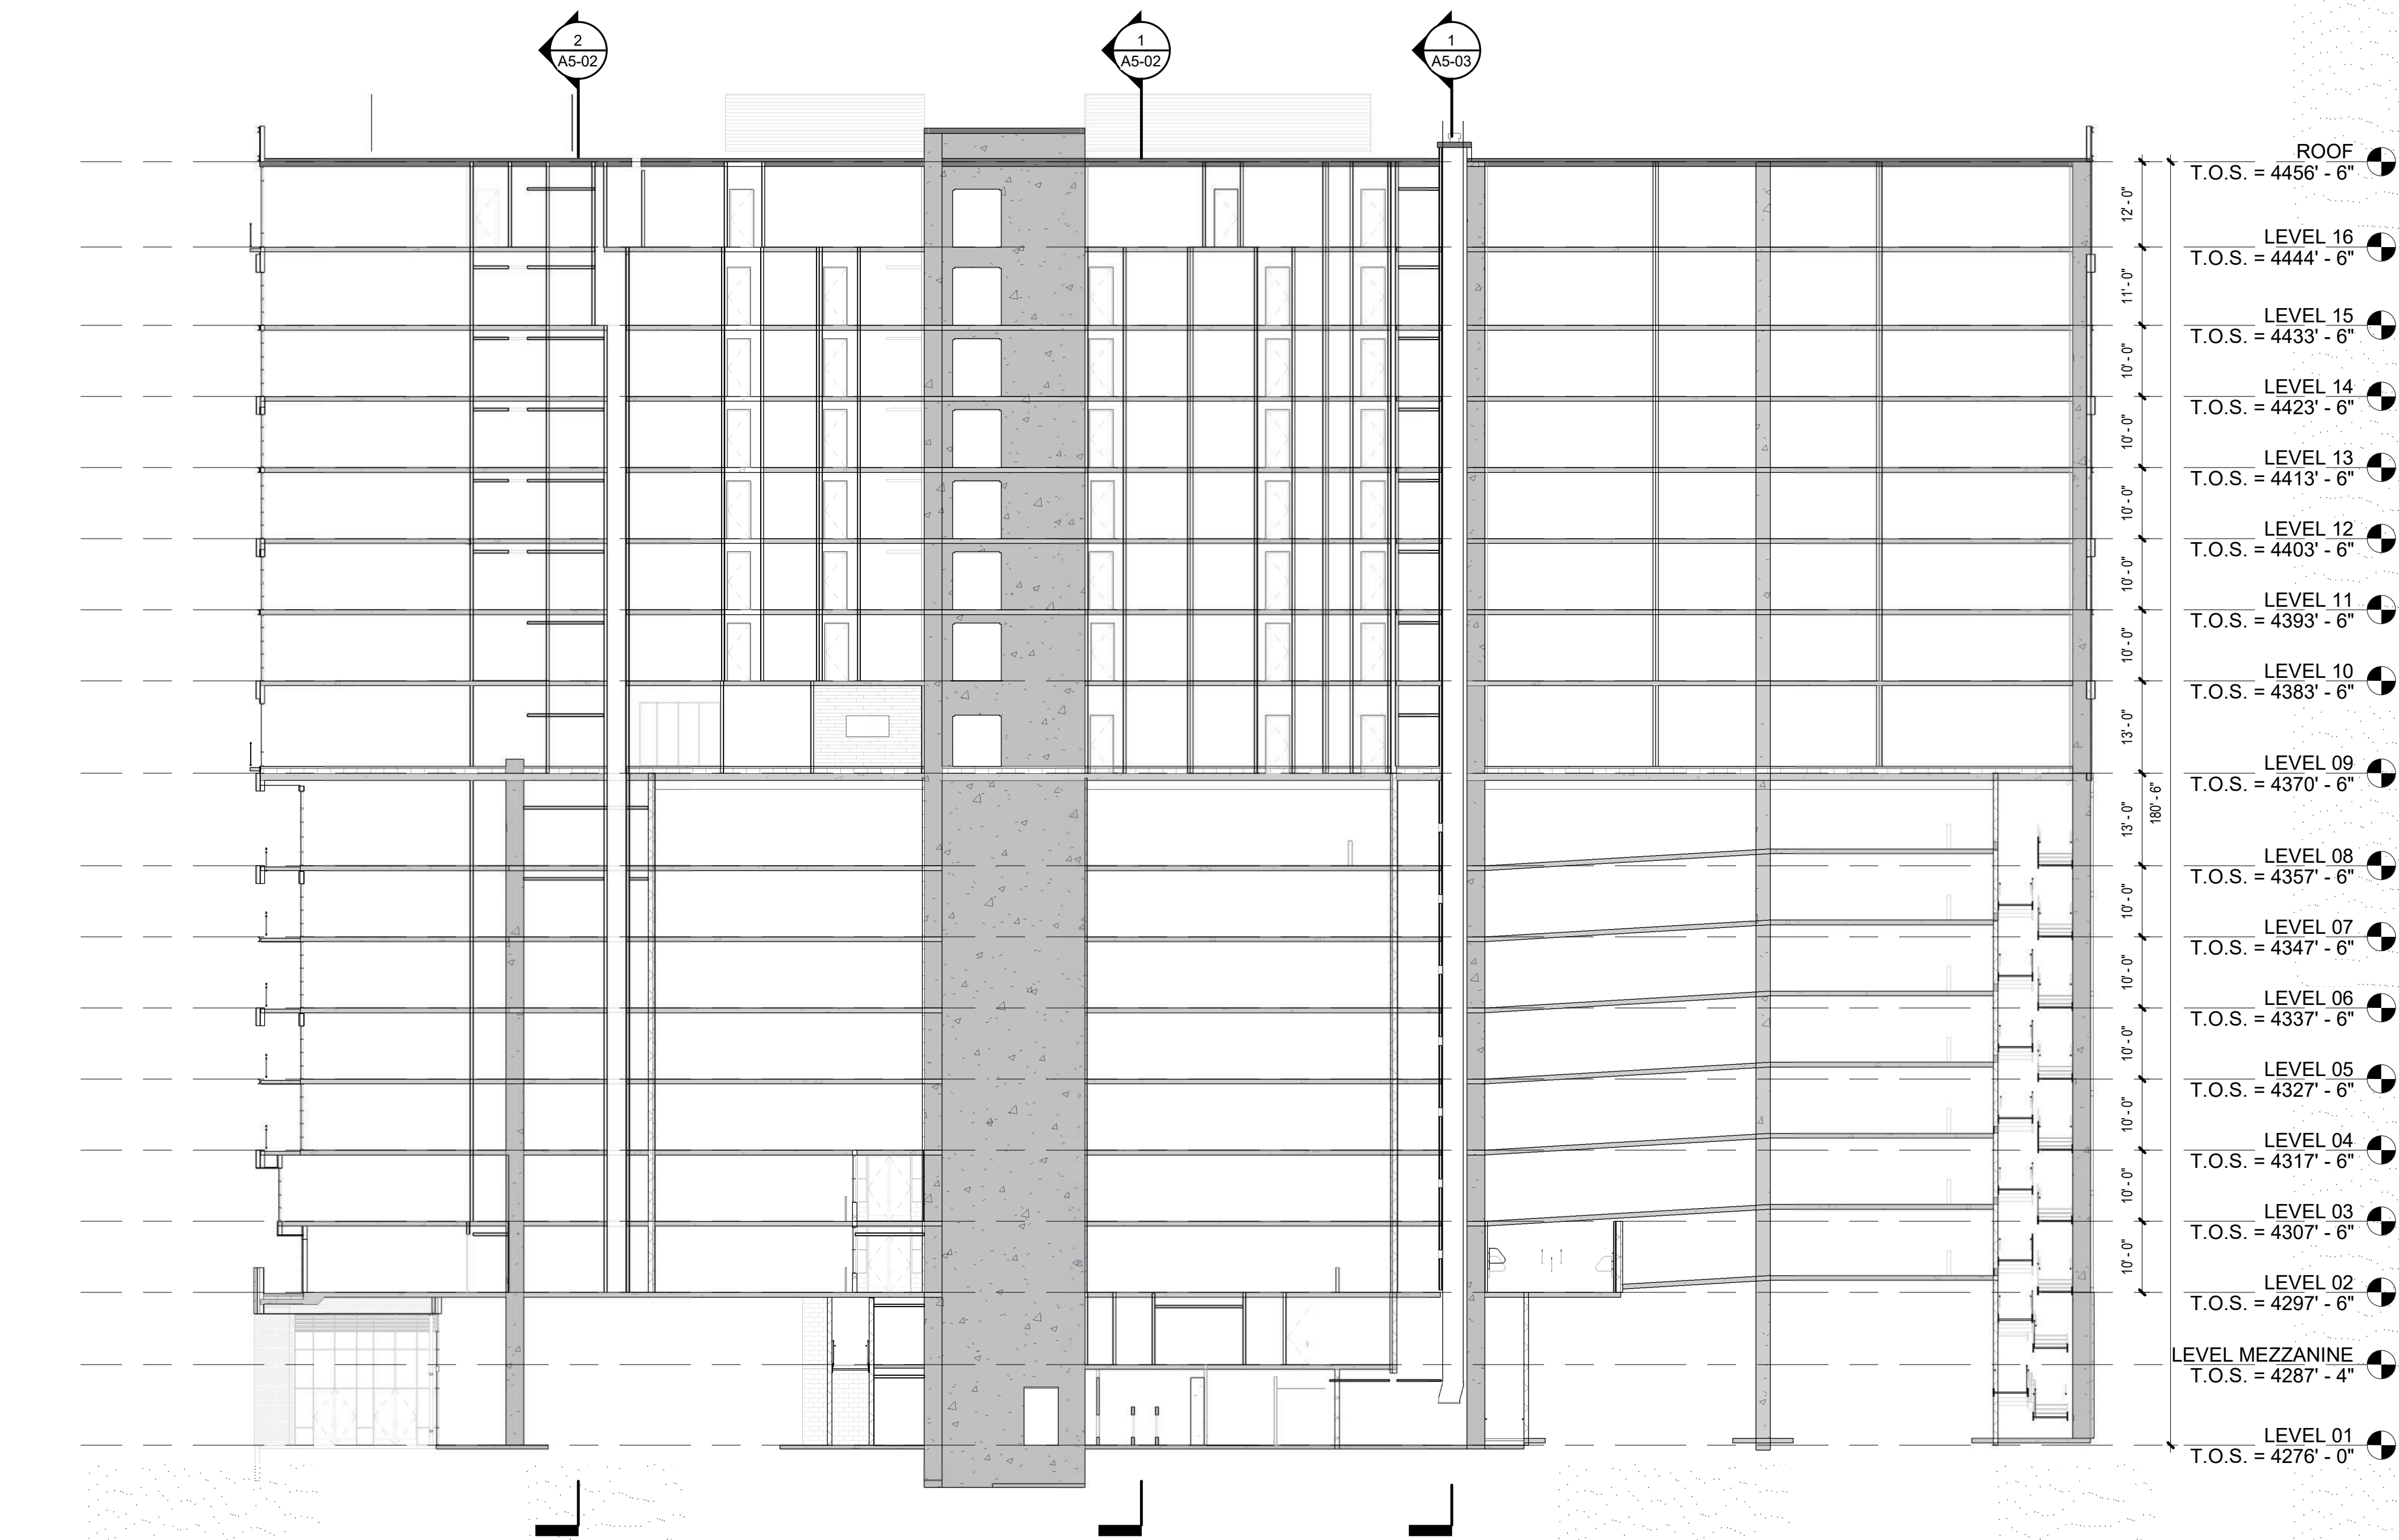 2
A5-02
1
A5-02
1
A5-03
ROOF
T.O.S. = 4456' - 6"
12' - 0"
LEVEL 16
T.O.S. = 4444' - 6"
11' - 0"
LEVEL 15
T.O.S. = 4433' - 6"
10' - 0"
LEVEL 14
T.O.S. = 4423' - 6"
10' - 0"
LEVEL 13
T.O.S. = 4413' - 6"
10' - 0"
LEVEL 12
T.O.S. = 4403' - 6"
10' - 0"
LEVEL 11
T.O.S. = 4393' - 6"
10' - 0"
LEVEL 10
T.O.S. = 4383' - 6"
13' - 0"
LEVEL 09
T.O.S. = 4370' - 6"
180' - 6"
13' - 0"
LEVEL 08
T.O.S. = 4357' - 6"
10' - 0"
LEVEL 07
T.O.S. = 4347' - 6"
10' - 0"
LEVEL 06
T.O.S. = 4337' - 6"
10' - 0"
LEVEL 05
T.O.S. = 4327' - 6"
10' - 0"
LEVEL 04
T.O.S. = 4317' - 6"
10' - 0"
LEVEL 03
T.O.S. = 4307' - 6"
10' - 0"
LEVEL 02
T.O.S. = 4297' - 6"
LEVEL MEZZANINE
T.O.S. = 4287' - 4"
LEVEL 01
T.O.S. = 4276' - 0"